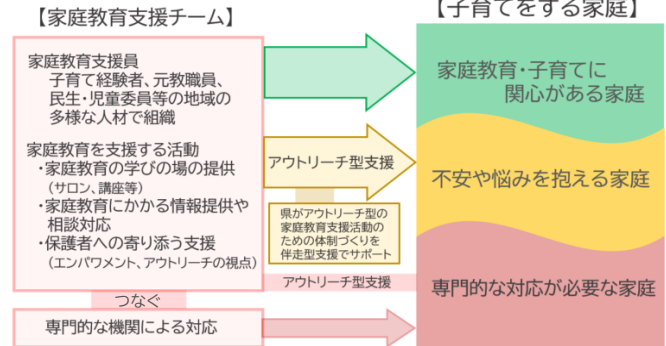 【家庭教育支援チーム】
家庭教育支援員
子育て経験者、元教職員、
民生・児童委員等の地域の
多様な人材で組織
家庭教育を支援する活動
・家庭教育の学びの場の提供
（サロン、講座等）
・家庭教育にかかる情報提供や
相談対応
・保護者への寄り添う支援
（エンパワメント、アウトリーチの視点）
つなぐ
専門的な機関による対応
アウトリーチ型支援
県がアウトリーチ型の
家庭教育支援活動の
ための体制づくりを
伴走型支援でサポート
アウトリーチ型支援
【子育てをする家庭】
家庭教育・子育てに
関心がある家庭
不安や悩みを抱える家庭
専門的な対応が必要な家庭